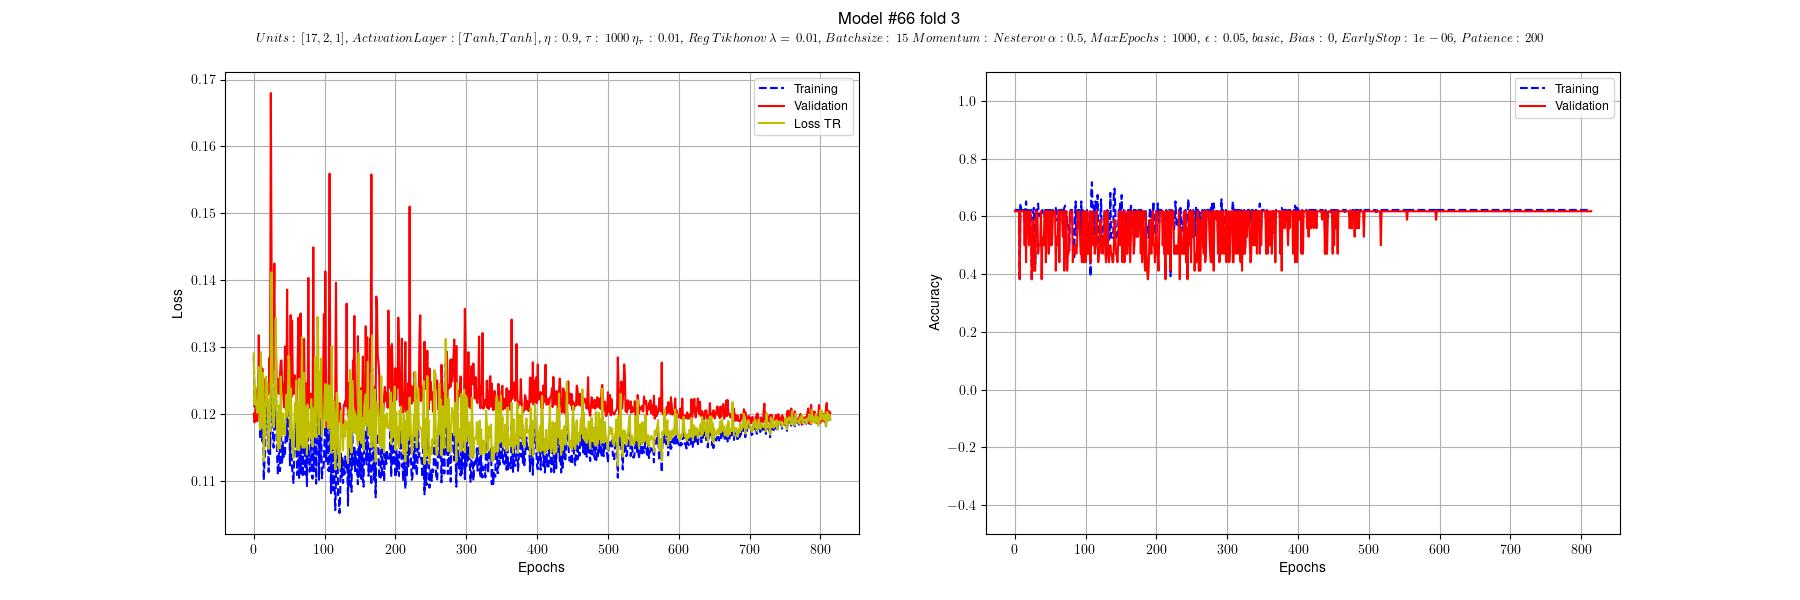 Model #66 fold 3
Units : [17, 2, 1], ActivationLayer : [Tanh, Tanh], η : 0.9, τ : 1000 ητ : 0.01, Reg Tikhonov λ = 0.01, Batchsize : 15 Momentum : Nesterov α : 0.5, MaxEpochs : 1000, ϵ : 0.05, basic, Bias : 0, EarlyStop : 1e − 06, Patience : 200
Loss
0.17
0.16
0.15
0.14
0.13
0.12
0.11
0 100 200 300 400 500 600 700 800
Epochs
Training
Validation
Loss TR
Accuracy
1.0
0.8
0.6
0.4
0.2
0.0
−0.2
−0.4
0 100 200 300 400 500 600 700 800
Epochs
Training
Validation